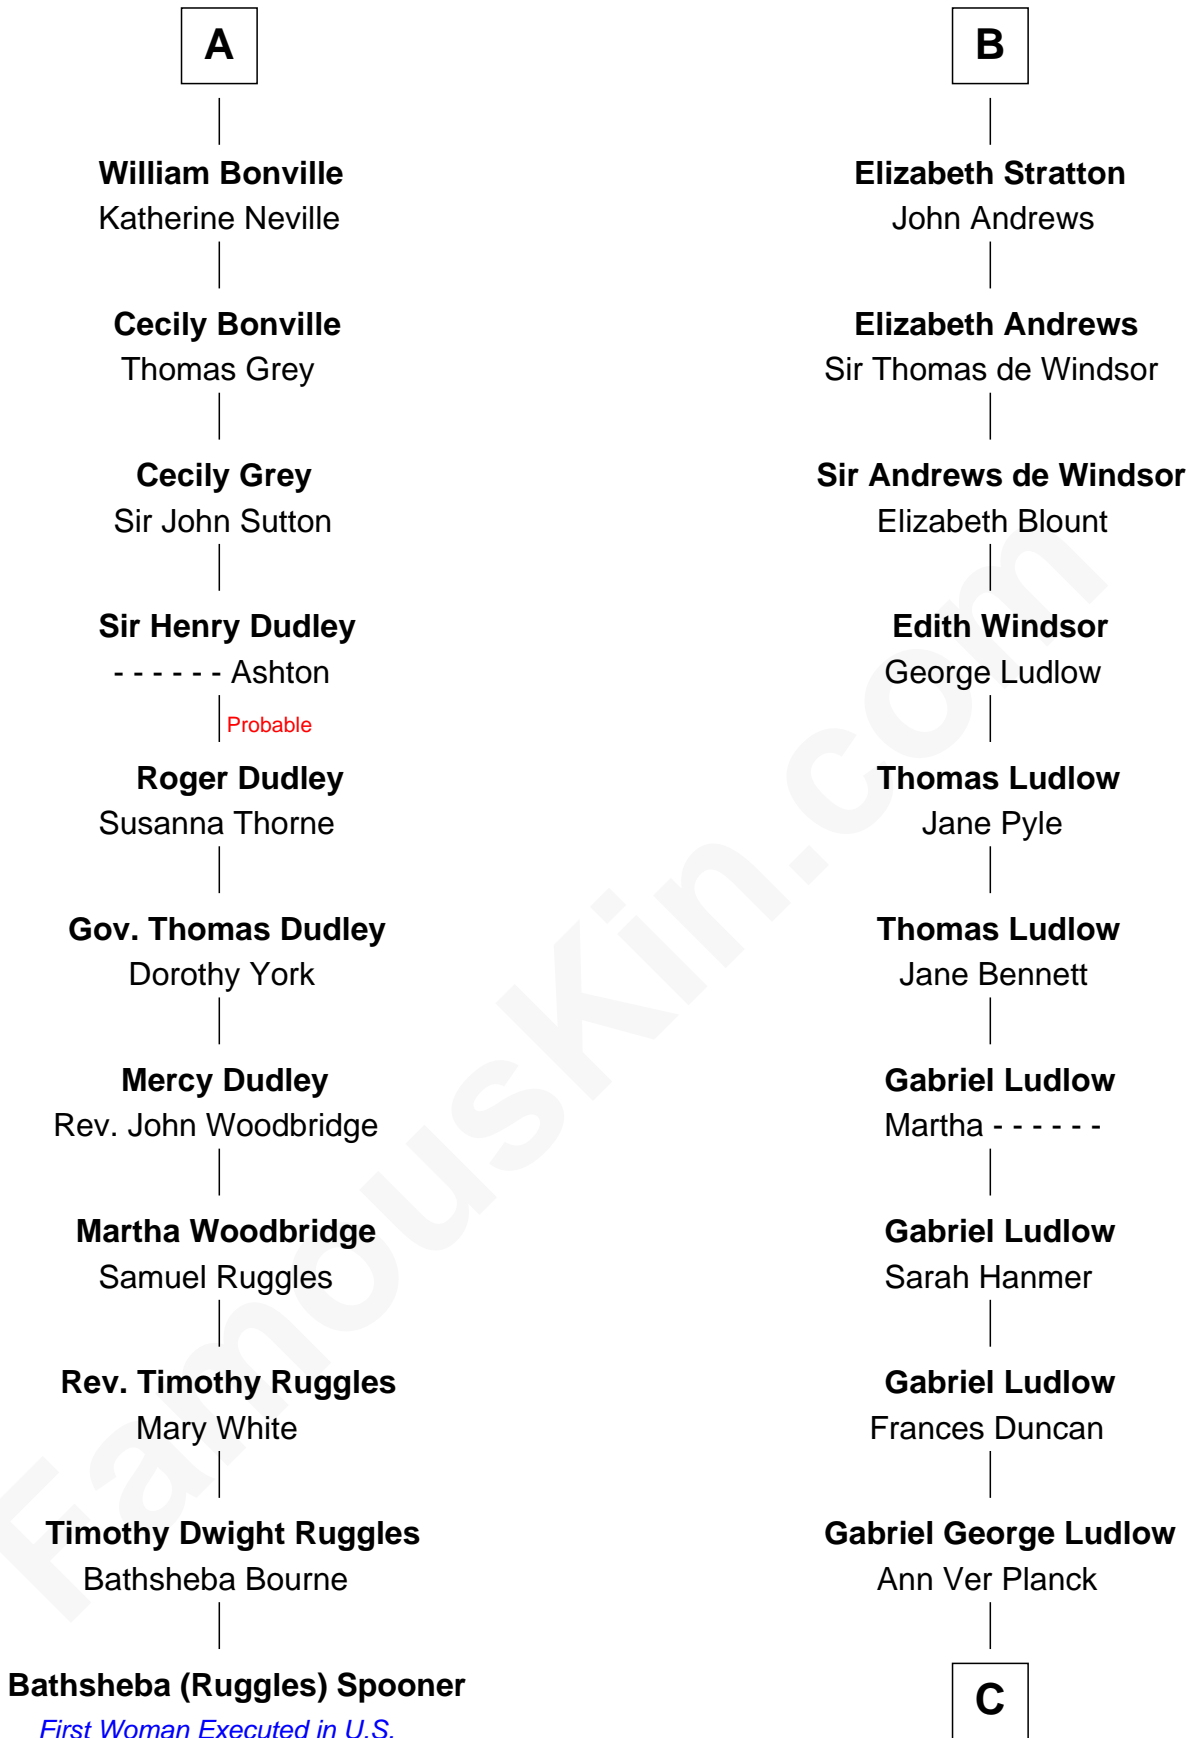 A
William Bonville
Katherine Neville
Cecily Bonville
Thomas Grey
Cecily Grey
Sir John Sutton
Sir Henry Dudley
- - - - - - Ashton
Probable
Roger Dudley
Susanna Thorne
Gov. Thomas Dudley
Dorothy York
Mercy Dudley
Rev. John Woodbridge
Martha Woodbridge
Samuel Ruggles
Rev. Timothy Ruggles
Mary White
Timothy Dwight Ruggles
Bathsheba Bourne
Bathsheba (Ruggles) Spooner
First Woman Executed in U.S.
B
Elizabeth Stratton
John Andrews
Elizabeth Andrews
Sir Thomas de Windsor
Sir Andrews de Windsor
Elizabeth Blount
Edith Windsor
George Ludlow
Thomas Ludlow
Jane Pyle
Thomas Ludlow
Jane Bennett
Gabriel Ludlow
Martha - - - - - -
Gabriel Ludlow
Sarah Hanmer
Gabriel Ludlow
Frances Duncan
Gabriel George Ludlow
Ann Ver Planck
C
FamousKin.com